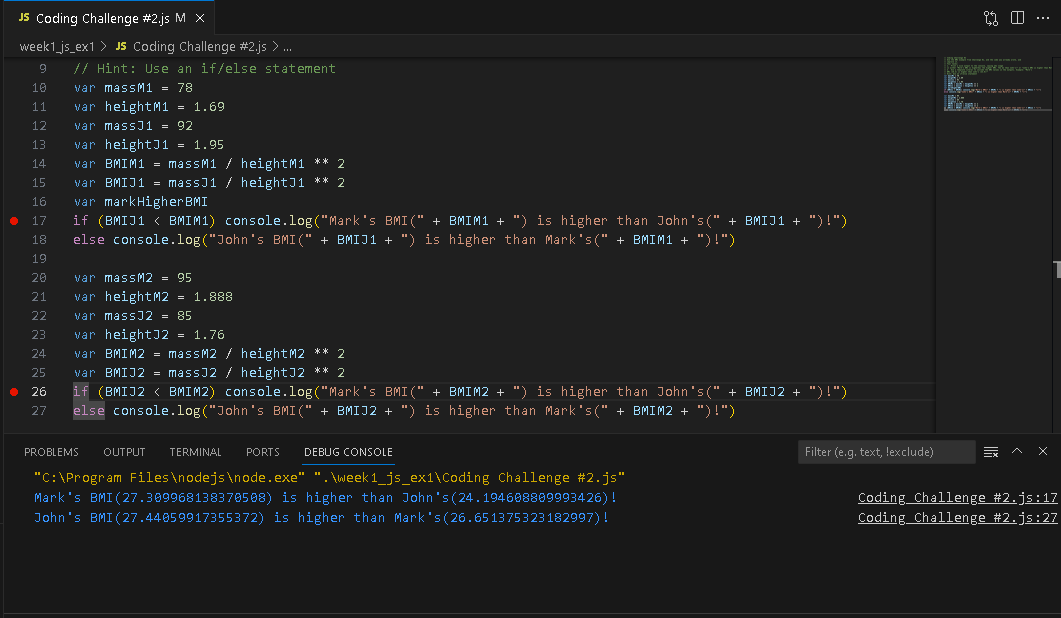 JS Coding Challenge #2.js M
week1_js_ex1 > JS Coding Challenge #2.js > ...
9 // Hint: Use an if/else statement
10 var massM1 = 78
11 var heightM1 = 1.69
12 var massJ1 = 92
13 var heightJ1 = 1.95
14 var BMIM1 = massM1 / heightM1 ** 2
15 var BMIJ1 = massJ1 / heightJ1 ** 2
16 var markHigherBMI
17 if (BMIJ1 < BMIM1) console.log("Mark's BMI(" + BMIM1 + ") is higher than John's(" + BMIJ1 + ")!")
18 else console.log("John's BMI(" + BMIJ1 + ") is higher than Mark's(" + BMIM1 + ")!")
19
20 var massM2 = 95
21 var heightM2 = 1.888
22 var massJ2 = 85
23 var heightJ2 = 1.76
24 var BMIM2 = massM2 / heightM2 ** 2
25 var BMIJ2 = massJ2 / heightJ2 ** 2
26 if (BMIJ2 < BMIM2) console.log("Mark's BMI(" + BMIM2 + ") is higher than John's(" + BMIJ2 + ")!")
27 else console.log("John's BMI(" + BMIJ2 + ") is higher than Mark's(" + BMIM2 + ")!")
PROBLEMS OUTPUT TERMINAL PORTS DEBUG CONSOLE Filter (e.g. text, !exclude)
"C:\Program Files\nodejs\node.exe" ".\week1_js_ex1\Coding Challenge #2.js"
Mark's BMI(27.309968138370508) is higher than John's(24.194608809993426)! Coding Challenge #2.js:17
John's BMI(27.44059917355372) is higher than Mark's(26.651375323182997)! Coding Challenge #2.js:27